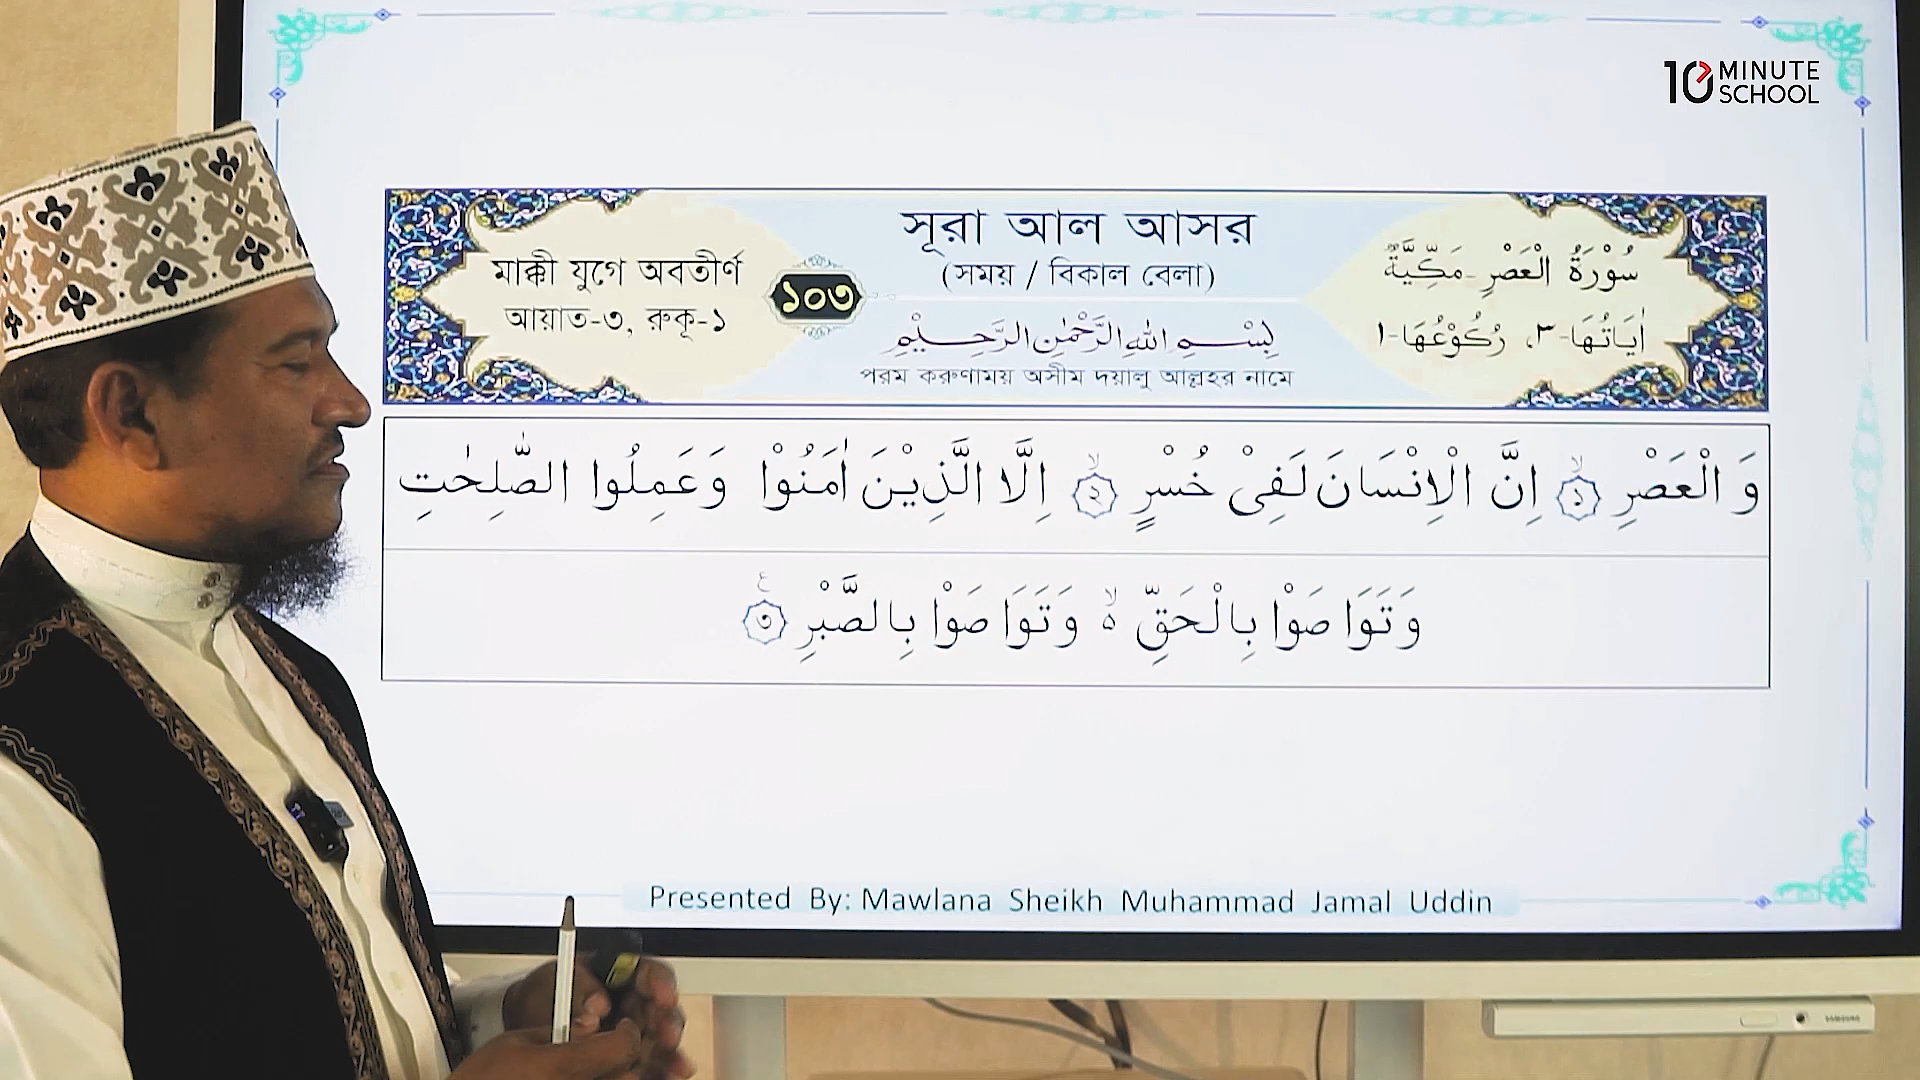 10 MINUTE
SCHOOL
সূরা আল আসর
(সময় / বিকাল বেলা)
মাক্কী যুগে অবতীর্ণ
আয়াত-৩, রুকূ-১
১০৩
سُوْرَةُ الْعَصْرِ - مَكِّيَّةٌ
اٰيَاتُهَا-٣، رُكُوْعُهَا-١
بِسْمِ اللهِ الرَّحْمٰنِ الرَّحِيْمِ
পরম করুণাময় অসীম দয়ালু আল্লাহর নামে
وَالْعَصْرِ ۙ﴿١﴾ اِنَّ الْاِنْسَانَ لَفِيْ خُسْرٍ ۙ﴿٢﴾ اِلَّا الَّذِيْنَ اٰمَنُوْا وَعَمِلُوا الصّٰلِحٰتِ
وَتَوَاصَوْا بِالْحَقِّ ۙ۬ وَتَوَاصَوْا بِالصَّبْرِ ﴿٣﴾ ع
Presented By: Mawlana Sheikh Muhammad Jamal Uddin
SAMSUNG